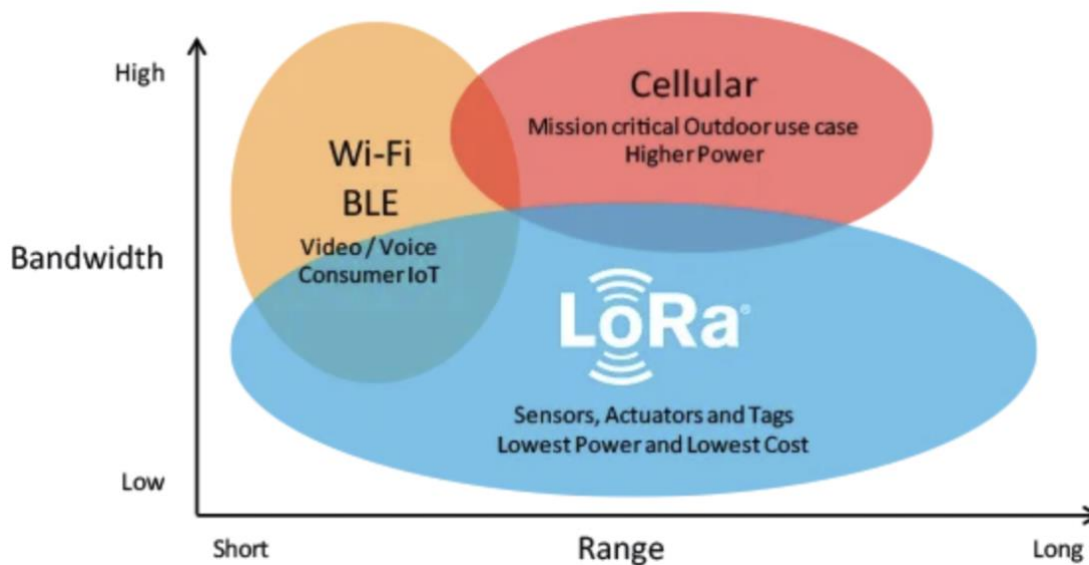 High
Cellular
Mission critical Outdoor use case
Higher Power
Wi-Fi
BLE
Video / Voice
Consumer IoT
Bandwidth
LoRa®
Sensors, Actuators and Tags
Lowest Power and Lowest Cost
Low
Short
Range
Long